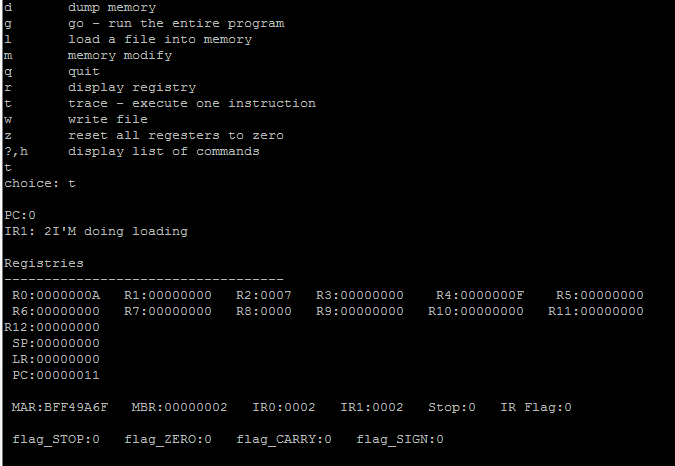 d       dump memory
g       go - run the entire program
l       load a file into memory
m       memory modify
q       quit
r       display registry
t       trace - execute one instruction
w       write file
z       reset all regesters to zero
?,h     display list of commands
t
choice: t
PC:0
IR1: 2I'M doing loading
Registries
-----------------------------------
R0:0000000A   R1:00000000   R2:0007   R3:00000000    R4:0000000F    R5:00000000
R6:00000000   R7:00000000   R8:0000   R9:00000000   R10:00000000   R11:00000000
R12:00000000
SP:00000000
LR:00000000
PC:00000011
MAR:BFF49A6F   MBR:00000002   IR0:0002   IR1:0002   Stop:0   IR Flag:0
flag_STOP:0   flag_ZERO:0   flag_CARRY:0   flag_SIGN:0